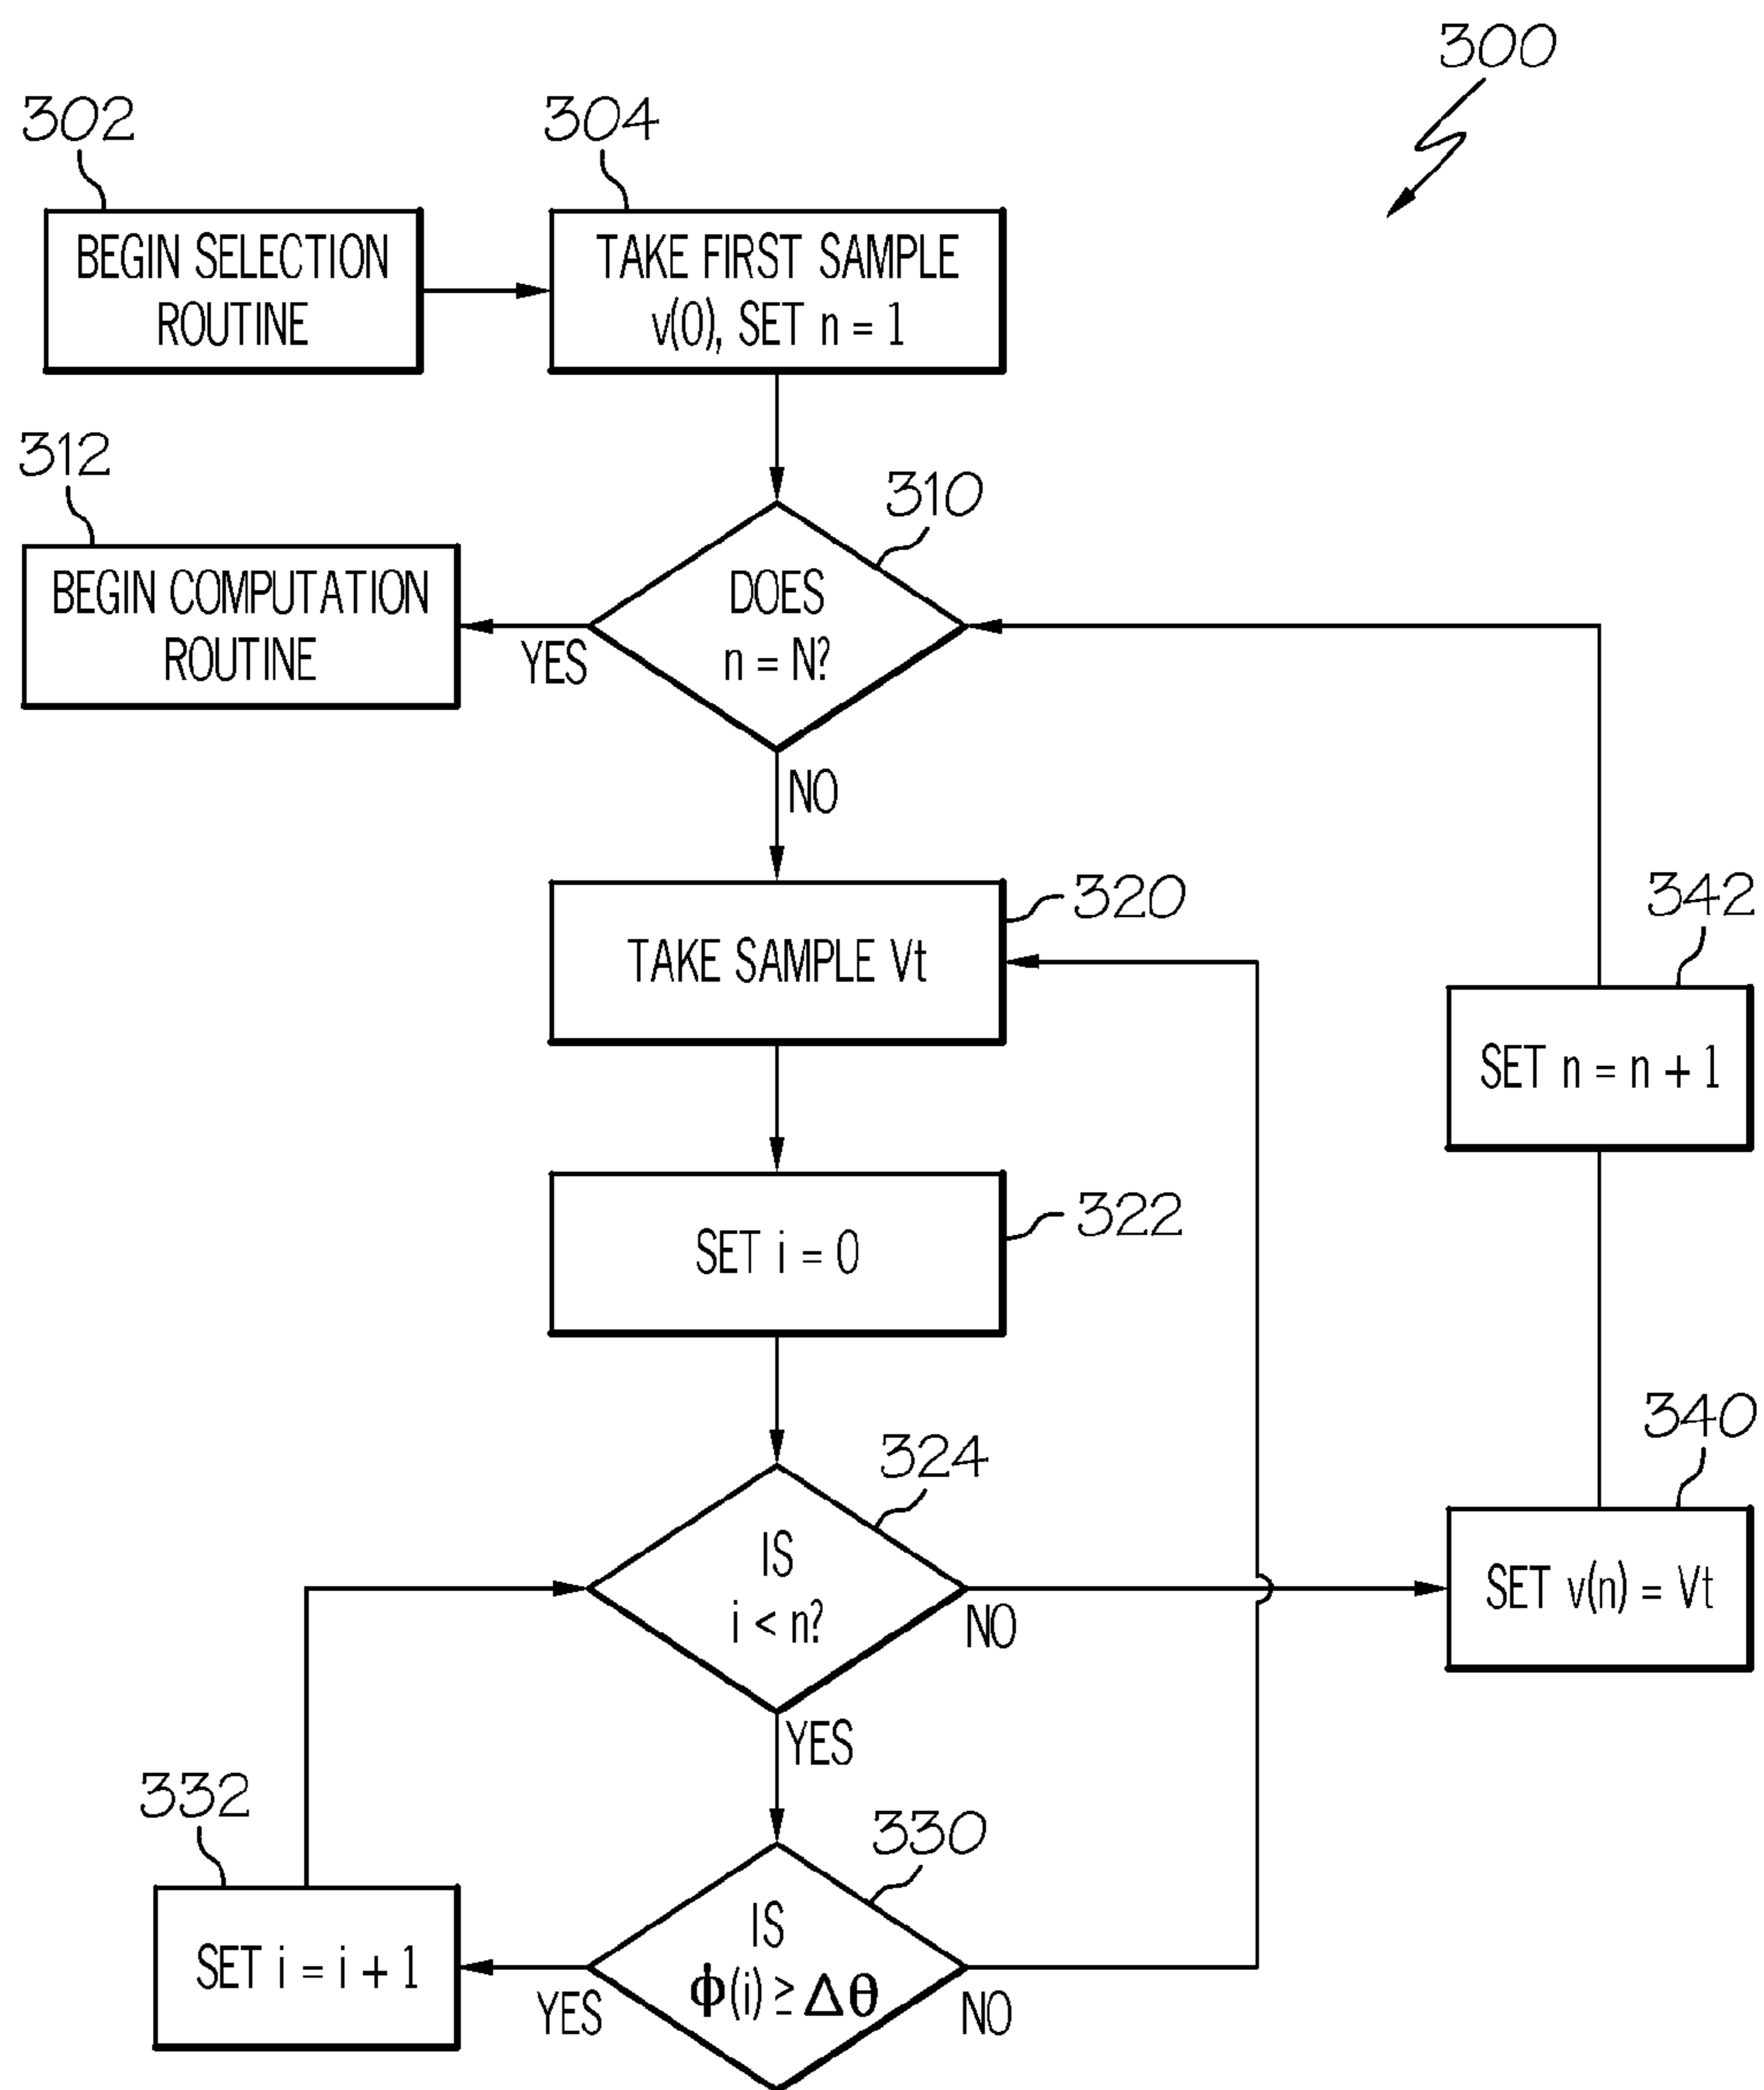 300
302
304
BEGIN SELECTION
ROUTINE
TAKE FIRST SAMPLE
v(0), SET n = 1
312
310
BEGIN COMPUTATION
ROUTINE
DOES
n = N?
YES
NO
320
TAKE SAMPLE Vt
342
SET n = n + 1
322
SET i = 0
324
340
IS
i < n?
NO
SET v(n) = Vt
YES
332
330
SET i = i + 1
IS
ϕ(i) ≥ Δθ
YES
NO